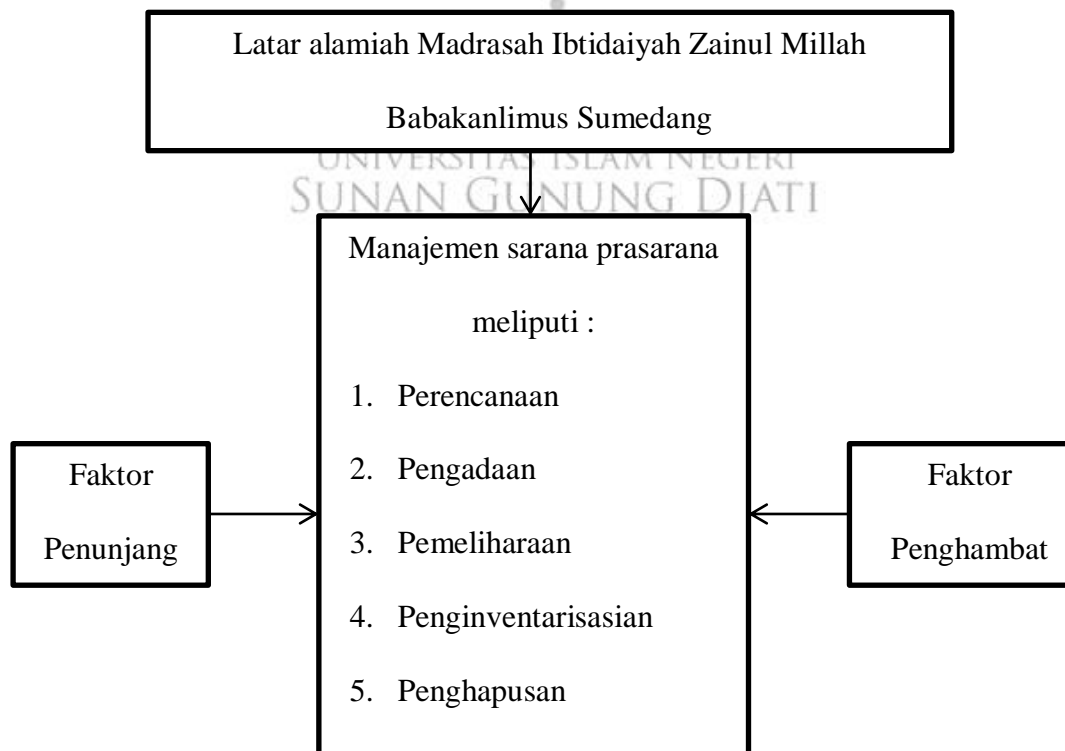 Latar alamiah Madrasah Ibtidaiyah Zainul Millah
Babakanlimus Sumedang
UNIVERSITAS ISLAM NEGERI
SUNAN GUNUNG DJATI
Manajemen sarana prasarana
meliputi :
1. Perencanaan
2. Pengadaan
3. Pemeliharaan
4. Penginventarisasian
5. Penghapusan
Faktor
Penunjang
Faktor
Penghambat